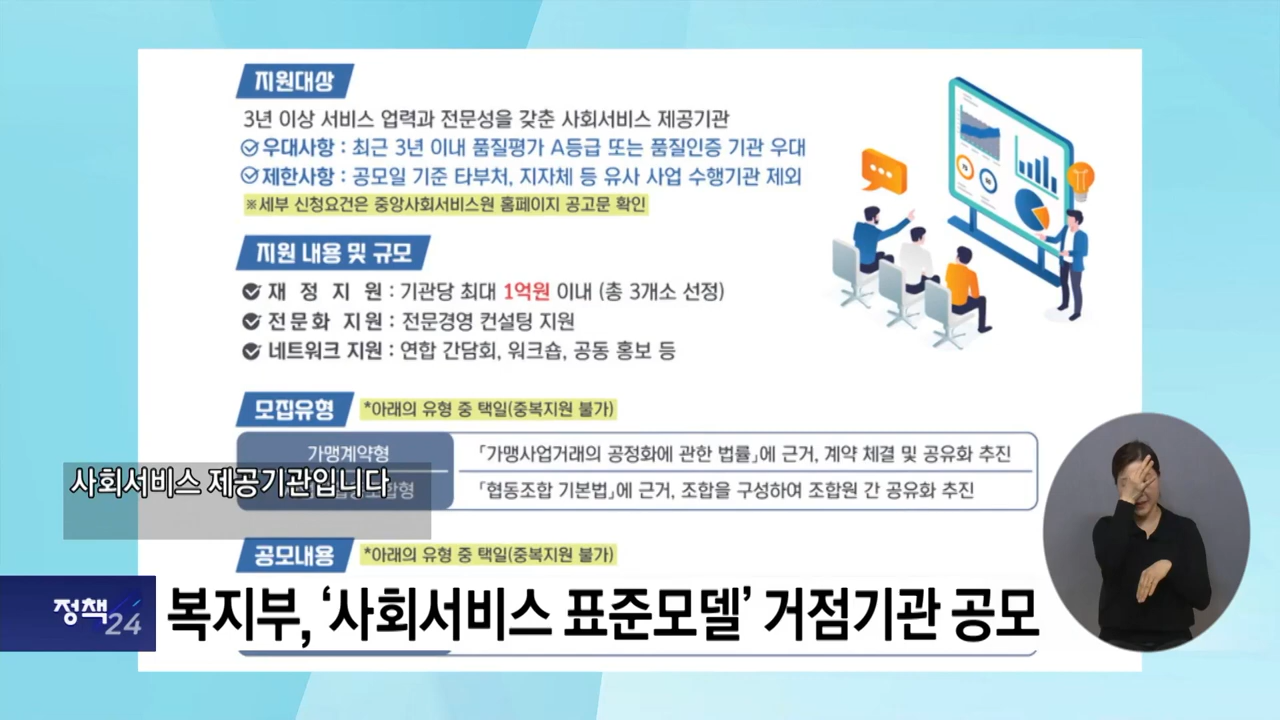 지원대상
3년 이상 서비스 업력과 전문성을 갖춘 사회서비스 제공기관
우대사항 : 최근 3년 이내 품질평가 A등급 또는 품질인증 기관 우대
제한사항 : 공모일 기준 타부처, 지자체 등 유사 사업 수행기관 제외
※세부 신청요건은 중앙사회서비스원 홈페이지 공고문 확인
지원 내용 및 규모
재 정 지 원 : 기관당 최대 1억원 이내 (총 3개소 선정)
전문화 지원 : 전문경영 컨설팅 지원
네트워크 지원 : 연합 간담회, 워크숍, 공동 홍보 등
모집유형 *아래의 유형 중 택일(중복지원 불가)
가맹계약형 「가맹사업거래의 공정화에 관한 법률」에 근거, 계약 체결 및 공유화 추진
「협동조합 기본법」에 근거, 조합을 구성하여 조합원 간 공유화 추진
사회서비스 제공기관입니다
공모내용 *아래의 유형 중 택일(중복지원 불가)
정책24
복지부, ‘사회서비스 표준모델’ 거점기관 공모